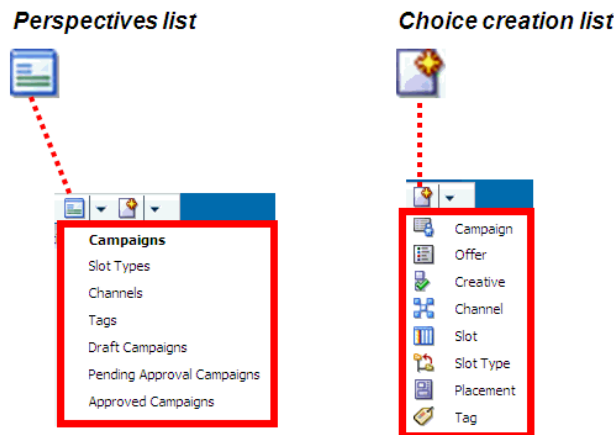 Perspectives list
Choice creation list
Campaigns
Slot Types
Channels
Tags
Draft Campaigns
Pending Approval Campaigns
Approved Campaigns
Campaign
Offer
Creative
Channel
Slot
Slot Type
Placement
Tag